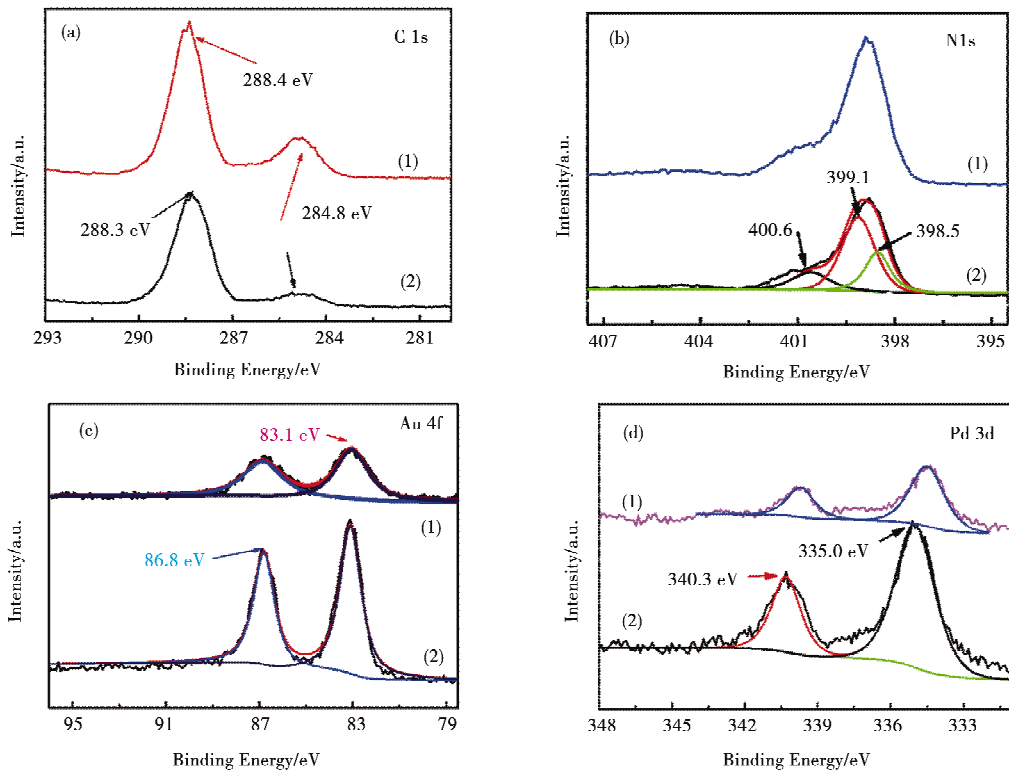 (a)
C 1s
288.4 eV
(1)
284.8 eV
288.3 eV
(2)
Intensity/a.u.
293 290 287 284 281
Binding Energy/eV
(b)
N1s
(1)
399.1
400.6
398.5
(2)
Intensity/a.u.
407 404 401 398 395
Binding Energy/eV
(c)
Au 4f
83.1 eV
(1)
86.8 eV
(2)
Intensity/a.u.
95 91 87 83 79
Binding Energy/eV
(d)
Pd 3d
(1)
335.0 eV
340.3 eV
(2)
Intensity/a.u.
348 345 342 339 336 333
Binding Energy/eV